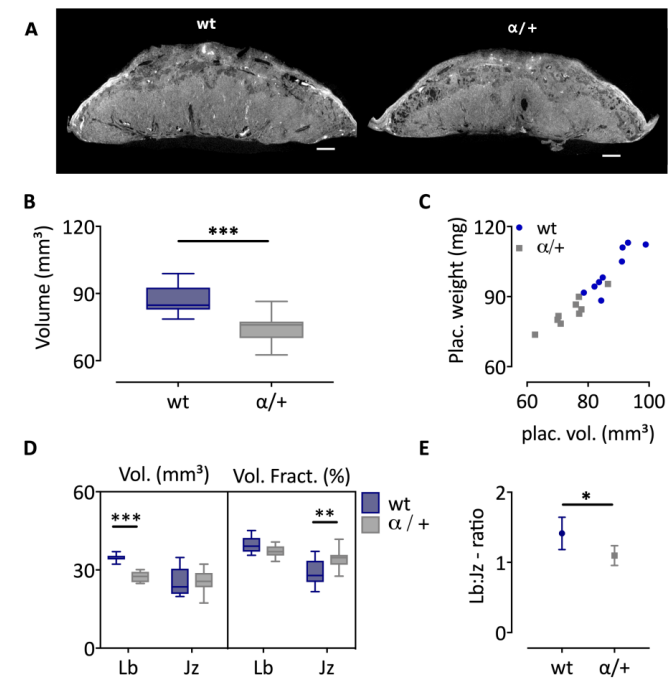 A
wt
α/+
B
Volume (mm³)
120
90
60
***
wt
α/+
C
Plac. weight (mg)
120
90
60
wt
α/+
60
80
100
plac. vol. (mm³)
D
Vol. (mm³)
Vol. Fract. (%)
60
30
0
***
**
wt
α / +
Lb
Jz
Lb
Jz
E
Lb:Jz - ratio
2
1
0
*
wt
α/+